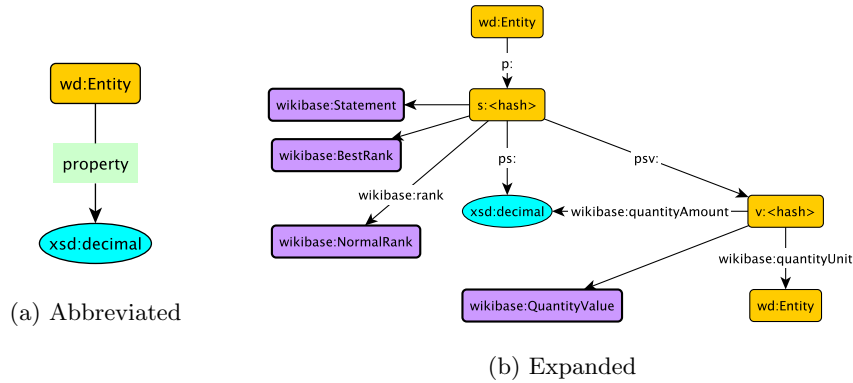 wd:Entity
property
xsd:decimal
(a) Abbreviated
wd:Entity
p:
wikibase:Statement
s:<hash>
wikibase:BestRank
ps:
psv:
wikibase:rank
xsd:decimal
wikibase:quantityAmount
v:<hash>
wikibase:NormalRank
wikibase:quantityUnit
wikibase:QuantityValue
wd:Entity
(b) Expanded